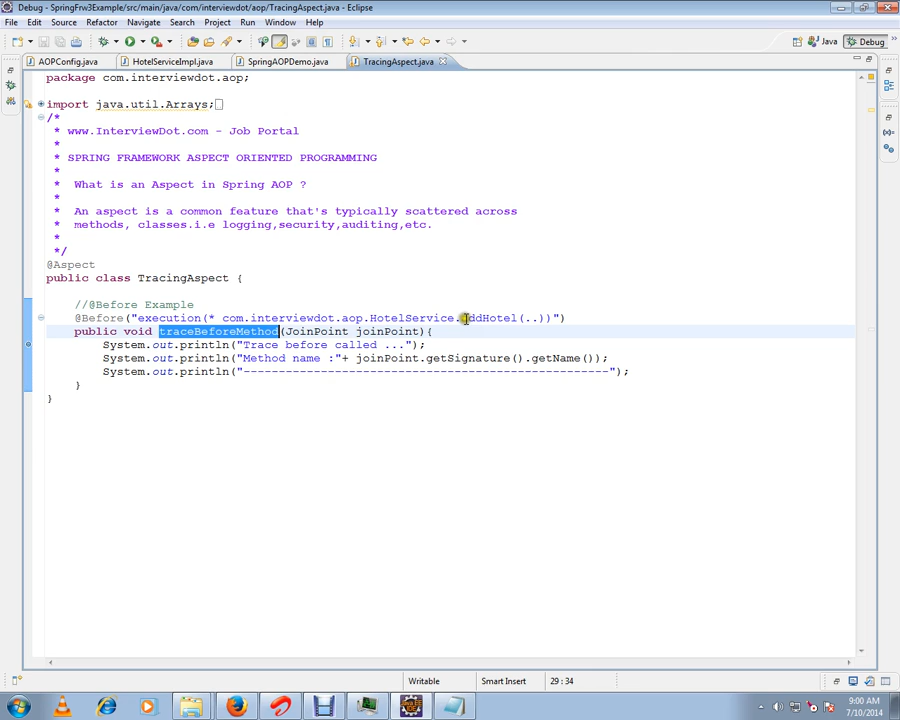 Debug - SpringFrw3Example/src/main/java/com/interviewdot/aop/TracingAspect.java - Eclipse
File Edit Source Refactor Navigate Search Project Run Window Help
Java Debug
AOPConfig.java HotelServiceImpl.java SpringAOPDemo.java TracingAspect.java
package com.interviewdot.aop;
import java.util.Arrays;
/*
* www.InterviewDot.com - Job Portal
*
* SPRING FRAMEWORK ASPECT ORIENTED PROGRAMMING
*
* What is an Aspect in Spring AOP ?
*
* An aspect is a common feature that's typically scattered across
* methods, classes.i.e logging,security,auditing,etc.
*
*/
@Aspect
public class TracingAspect {
//@Before Example
@Before("execution(* com.interviewdot.aop.HotelService.addHotel(..))")
public void traceBeforeMethod(JoinPoint joinPoint){
System.out.println("Trace before called ...");
System.out.println("Method name :"+ joinPoint.getSignature().getName());
System.out.println("----------------------------------------------------");
}
}
Writable Smart Insert 29 : 34
9:00 AM
7/10/2014